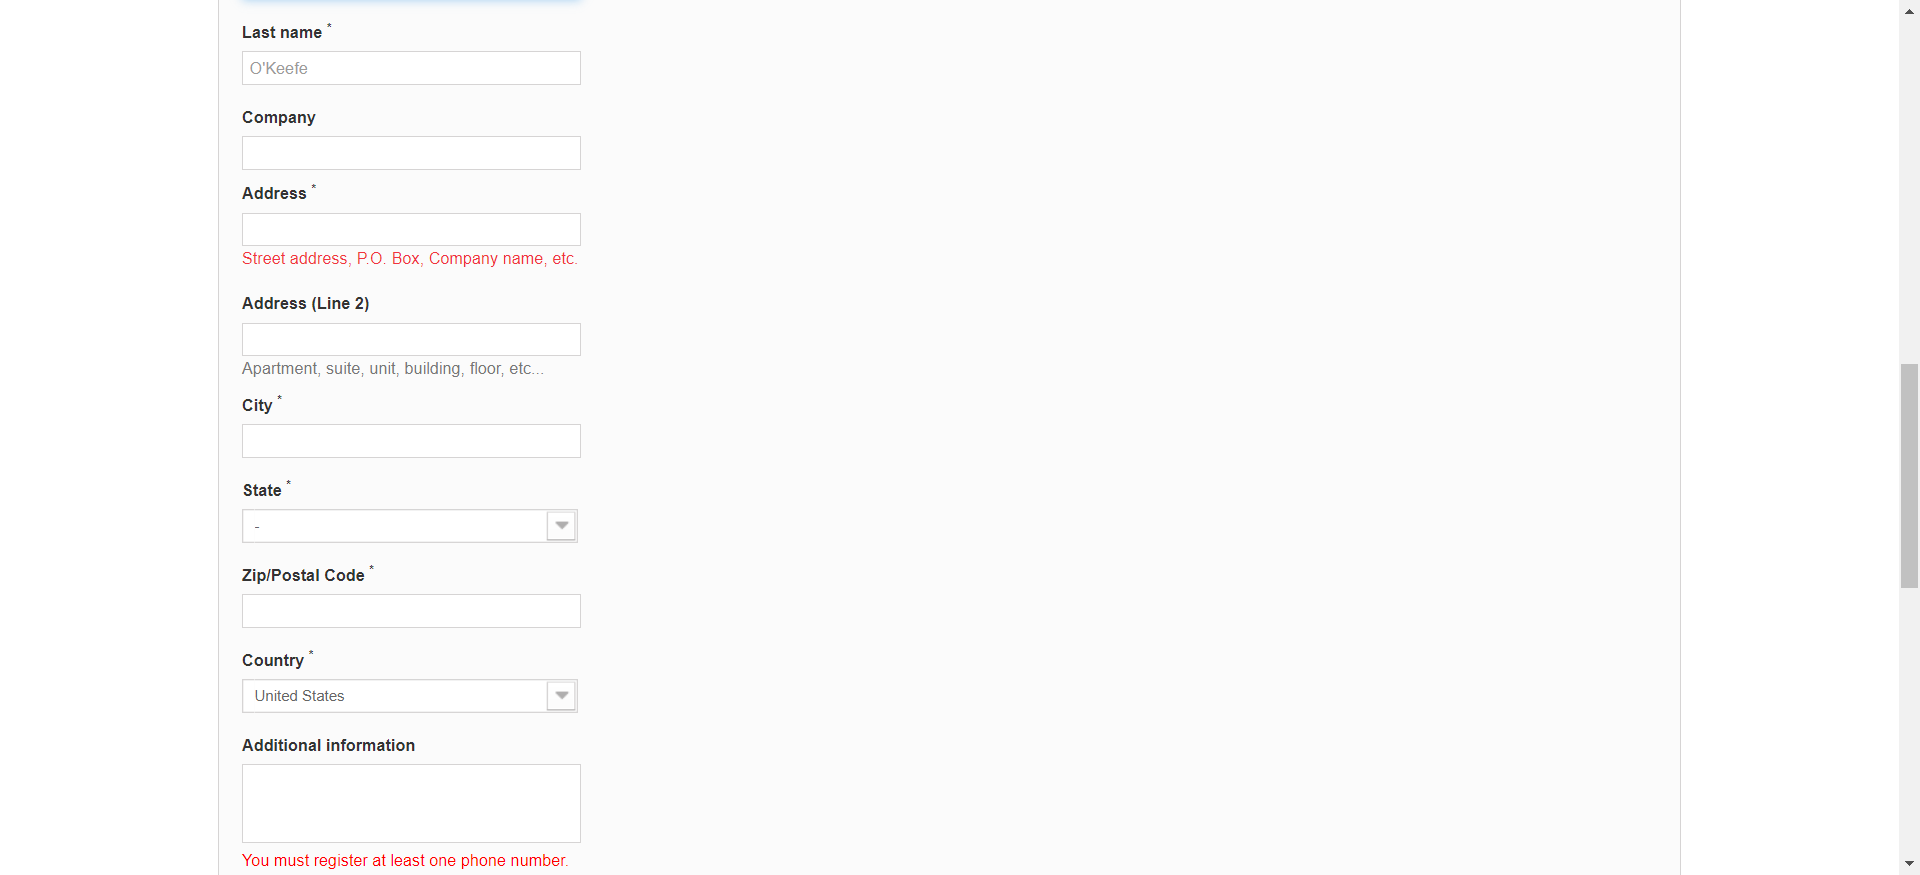 Last name *
O'Keefe
Company
Address *
Street address, P.O. Box, Company name, etc.
Address (Line 2)
Apartment, suite, unit, building, floor, etc...
City *
State *
-
Zip/Postal Code *
Country *
United States
Additional information
You must register at least one phone number.